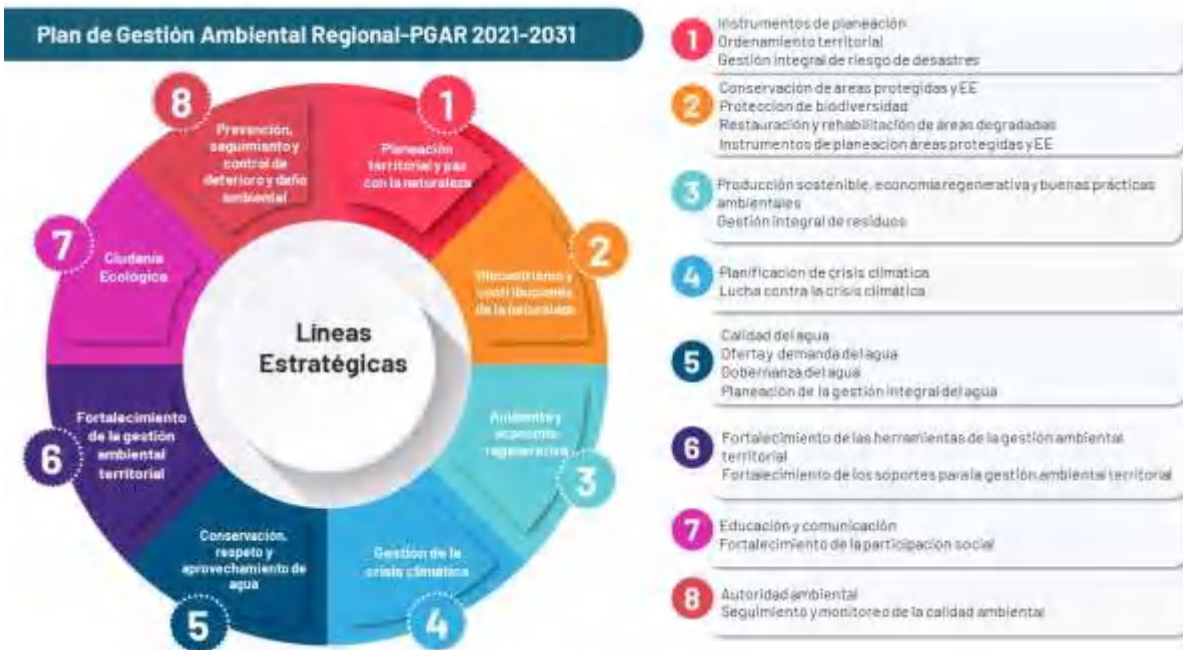 Plan de Gestión Ambiental Regional-PGAR 2021-2031
1
Planeación
territorial y paz
con la naturaleza
2
Biocentrismo y
contribuciones
de la naturaleza
3
Ambiente y
economía
regenerativa
4
Gestión de la
crisis climática
5
Conservación,
respeto y
aprovechamiento de
agua
6
Fortalecimiento
de la gestión
ambiental
territorial
7
Ciudanía
Ecológica
8
Prevención,
seguimiento y
control de
deterioro y daño
ambiental
Líneas
Estratégicas
1
Instrumentos de planeación
Ordenamiento territorial
Gestión integral de riesgo de desastres
2
Conservación de áreas protegidas y EE
Protección de biodiversidad
Restauración y rehabilitación de áreas degradadas
Instrumentos de planeación áreas protegidas y EE
3
Producción sostenible, economía regenerativa y buenas prácticas
ambientales
Gestión integral de residuos
4
Planificación de crisis climática
Lucha contra la crisis climática
5
Calidad del agua
Oferta y demanda del agua
Gobernanza del agua
Planeación de la gestión integral del agua
6
Fortalecimiento de las herramientas de la gestión ambiental
territorial
Fortalecimiento de los soportes para la gestión ambiental territorial
7
Educación y comunicación
Fortalecimiento de la participación social
8
Autoridad ambiental
Seguimiento y monitoreo de la calidad ambiental